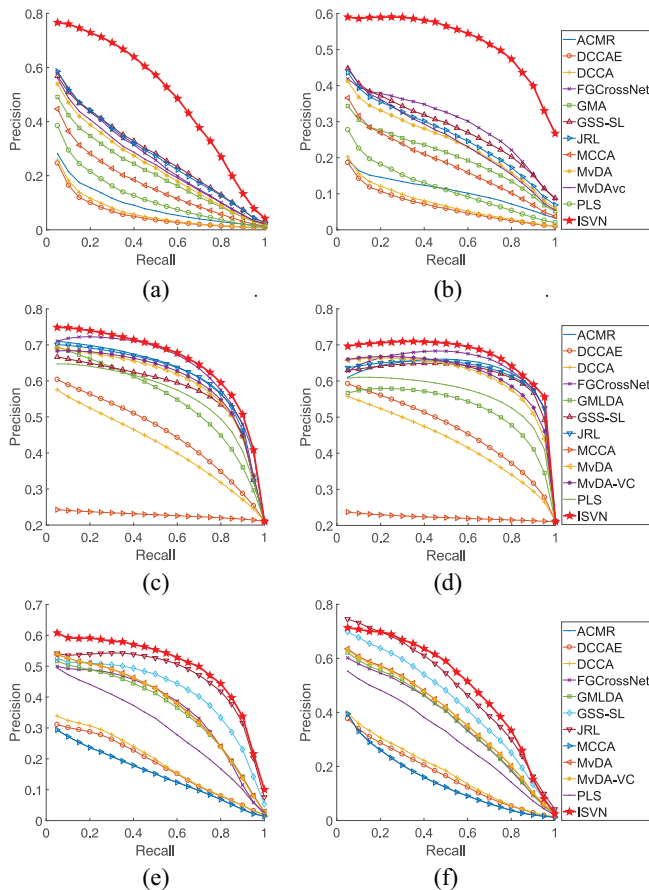 0.8
0.6
0.4
0.2
0
Precision
0 0.2 0.4 0.6 0.8 1
Recall
(a)
0.6
0.5
0.4
0.3
0.2
0.1
0
Precision
0 0.2 0.4 0.6 0.8 1
Recall
(b)
ACMR
DCCAE
DCCA
FGCrossNet
GMA
GSS-SL
JRL
MCCA
MvDA
MvDAvc
PLS
ISVN
0.8
0.7
0.6
0.5
0.4
0.3
0.2
Precision
0 0.2 0.4 0.6 0.8 1
Recall
(c)
0.8
0.7
0.6
0.5
0.4
0.3
0.2
Precision
0 0.2 0.4 0.6 0.8 1
Recall
(d)
ACMR
DCCAE
DCCA
FGCrossNet
GMLDA
GSS-SL
JRL
MCCA
MvDA
MvDA-VC
PLS
ISVN
0.7
0.6
0.5
0.4
0.3
0.2
0.1
0
Precision
0 0.2 0.4 0.6 0.8 1
Recall
(e)
0.8
0.6
0.4
0.2
0
Precision
0 0.2 0.4 0.6 0.8 1
Recall
(f)
ACMR
DCCAE
DCCA
FGCrossNet
GMLDA
GSS-SL
JRL
MCCA
MvDA
MvDA-VC
PLS
ISVN